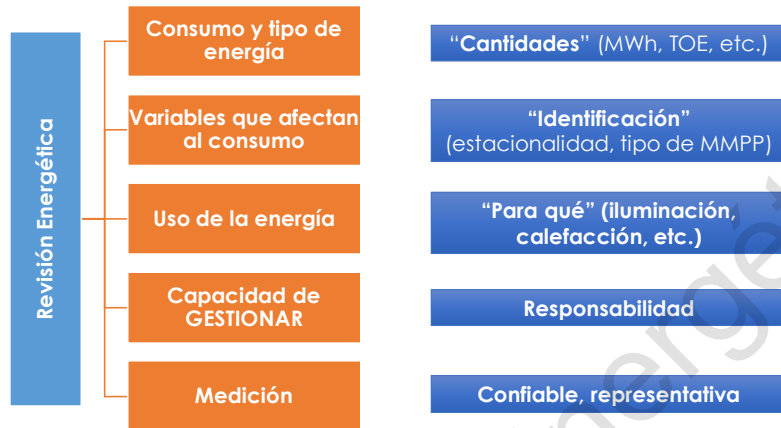 Revisión Energética
Consumo y tipo de
energía
“Cantidades” (MWh, TOE, etc.)
Variables que afectan
al consumo
“Identificación”
(estacionalidad, tipo de MMPP)
Uso de la energía
“Para qué” (iluminación,
calefacción, etc.)
Capacidad de
GESTIONAR
Responsabilidad
Medición
Confiable, representativa